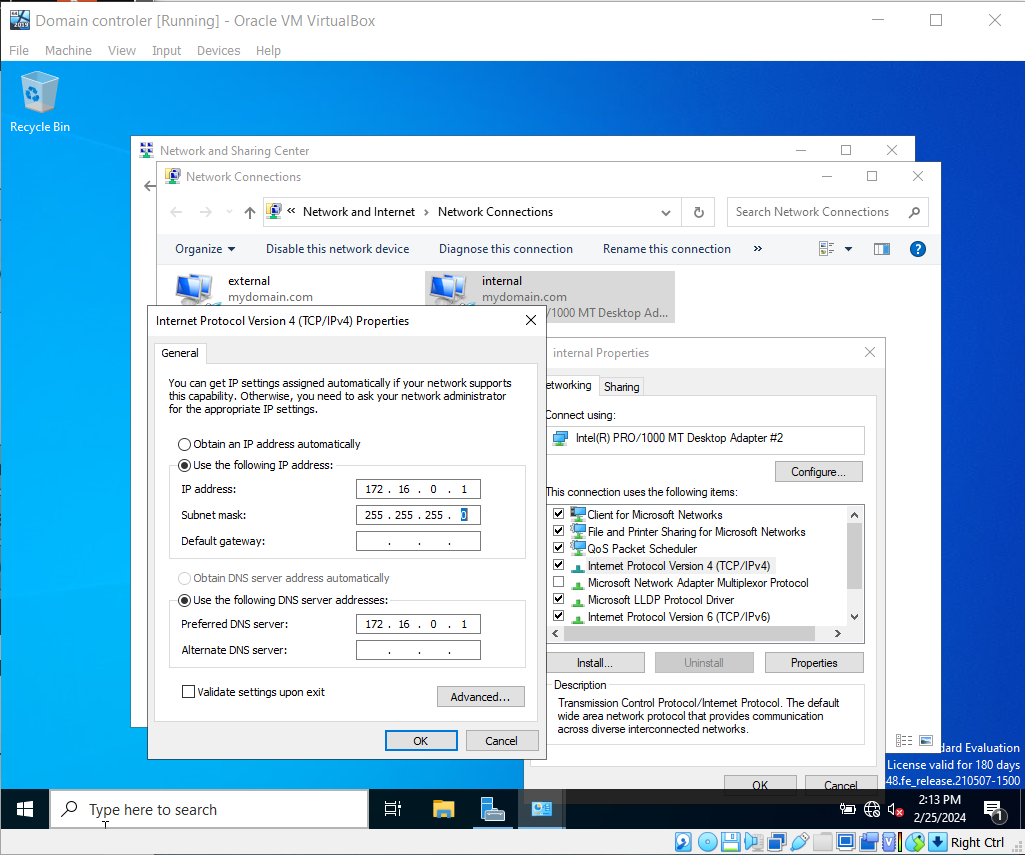 Domain controler [Running] - Oracle VM VirtualBox
File Machine View Input Devices Help
Recycle Bin
Network and Sharing Center
Network Connections
« Network and Internet › Network Connections
Search Network Connections
Organize Disable this network device Diagnose this connection Rename this connection »
external
mydomain.com
internal
mydomain.com
/1000 MT Desktop Ad...
Internet Protocol Version 4 (TCP/IPv4) Properties
General
You can get IP settings assigned automatically if your network supports
this capability. Otherwise, you need to ask your network administrator
for the appropriate IP settings.
Obtain an IP address automatically
Use the following IP address:
IP address: 172 . 16 . 0 . 1
Subnet mask: 255 . 255 . 255 . 0
Default gateway: . . .
Obtain DNS server address automatically
Use the following DNS server addresses:
Preferred DNS server: 172 . 16 . 0 . 1
Alternate DNS server: . . .
Validate settings upon exit
Advanced...
OK Cancel
internal Properties
etworking Sharing
Connect using:
Intel(R) PRO/1000 MT Desktop Adapter #2
Configure...
This connection uses the following items:
Client for Microsoft Networks
File and Printer Sharing for Microsoft Networks
QoS Packet Scheduler
Internet Protocol Version 4 (TCP/IPv4)
Microsoft Network Adapter Multiplexor Protocol
Microsoft LLDP Protocol Driver
Internet Protocol Version 6 (TCP/IPv6)
Install... Uninstall Properties
Description
Transmission Control Protocol/Internet Protocol. The default
wide area network protocol that provides communication
across diverse interconnected networks.
OK Cancel
dard Evaluation
License valid for 180 days
48.fe_release.210507-1500
Type here to search
2:13 PM
2/25/2024
1
Right Ctrl